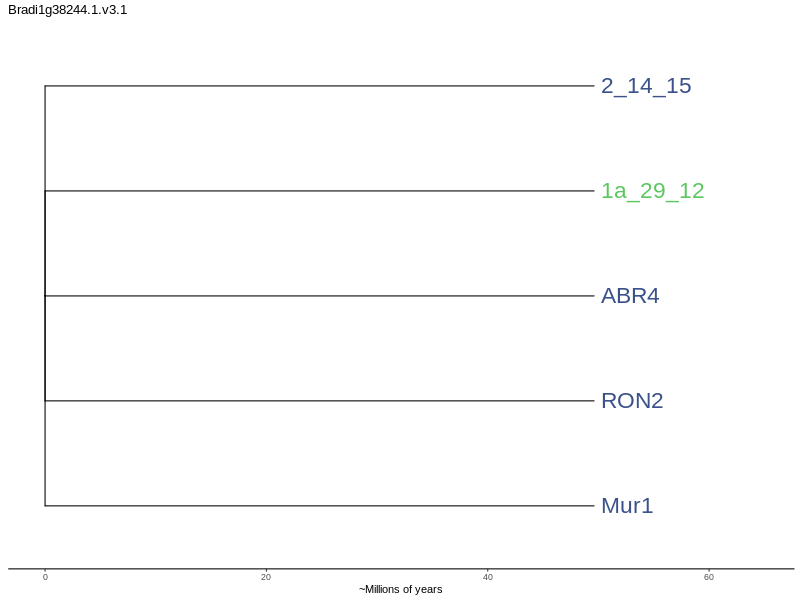 Bradi1g38244.1.v3.1
2_14_15
1a_29_12
ABR4
RON2
Mur1
0 20 40 60
~Millions of years